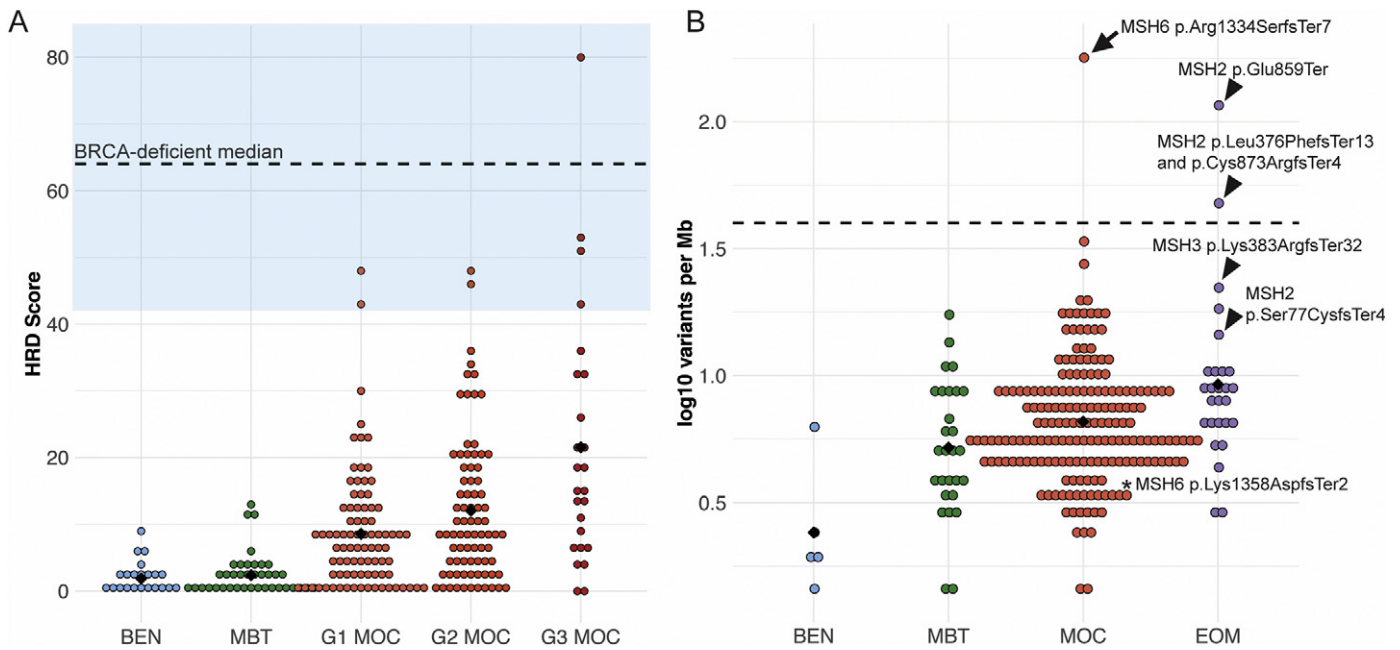 A
HRD Score
80
60
40
20
0
BRCA-deficient median
BEN
MBT
G1 MOC
G2 MOC
G3 MOC
B
log10 variants per Mb
2.0
1.5
1.0
0.5
MSH6 p.Arg1334SerfsTer7
MSH2 p.Glu859Ter
MSH2 p.Leu376PhefsTer13
and p.Cys873ArgfsTer4
MSH3 p.Lys383ArgfsTer32
MSH2
p.Ser77CysfsTer4
*MSH6 p.Lys1358AspfsTer2
BEN
MBT
MOC
EOM